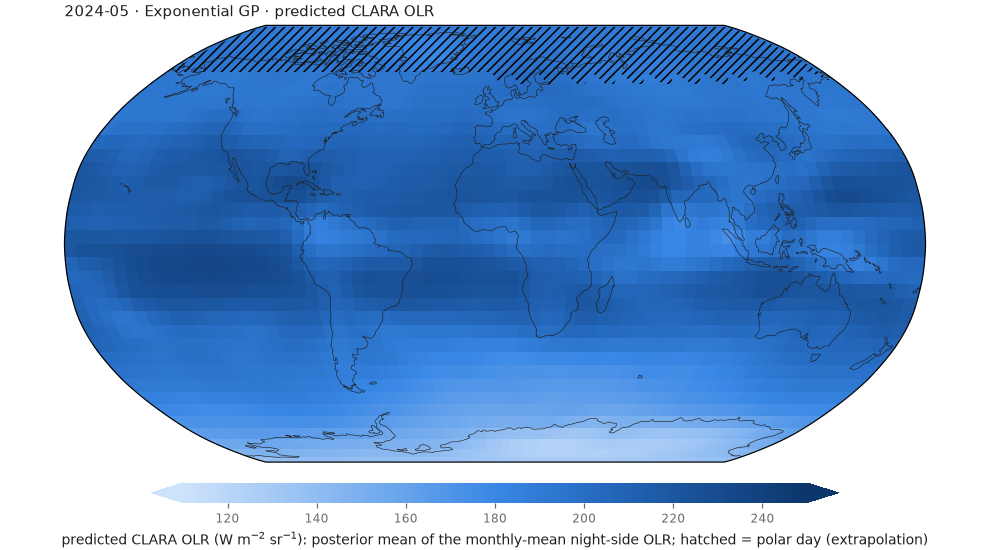 2024-05 · Exponential GP · predicted CLARA OLR
120 140 160 180 200 220 240
predicted CLARA OLR (W m⁻² sr⁻¹): posterior mean of the monthly-mean night-side OLR; hatched = polar day (extrapolation)